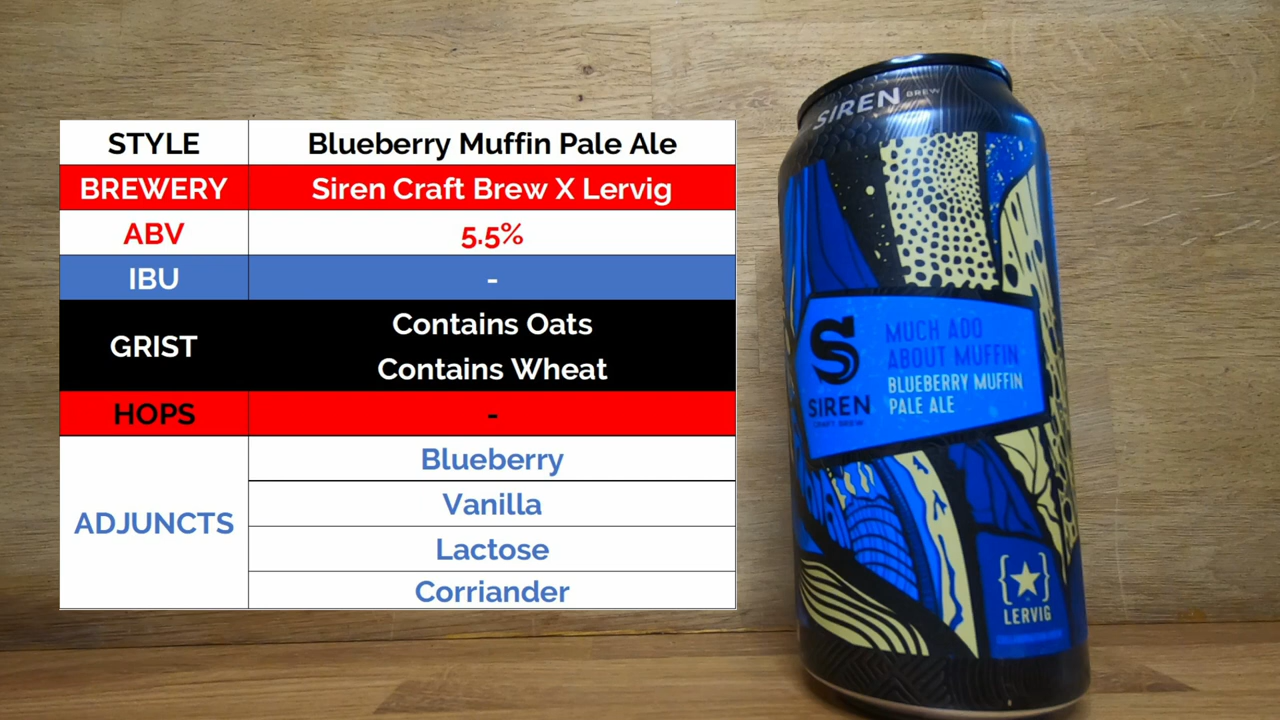 STYLE Blueberry Muffin Pale Ale
BREWERY Siren Craft Brew X Lervig
ABV 5.5%
IBU -
GRIST Contains Oats
Contains Wheat
HOPS -
ADJUNCTS Blueberry
Vanilla
Lactose
Corriander
SIREN BREW
MUCH ADO
ABOUT MUFFIN
BLUEBERRY MUFFIN
PALE ALE
S
SIREN
CRAFT BREW
LERVIG